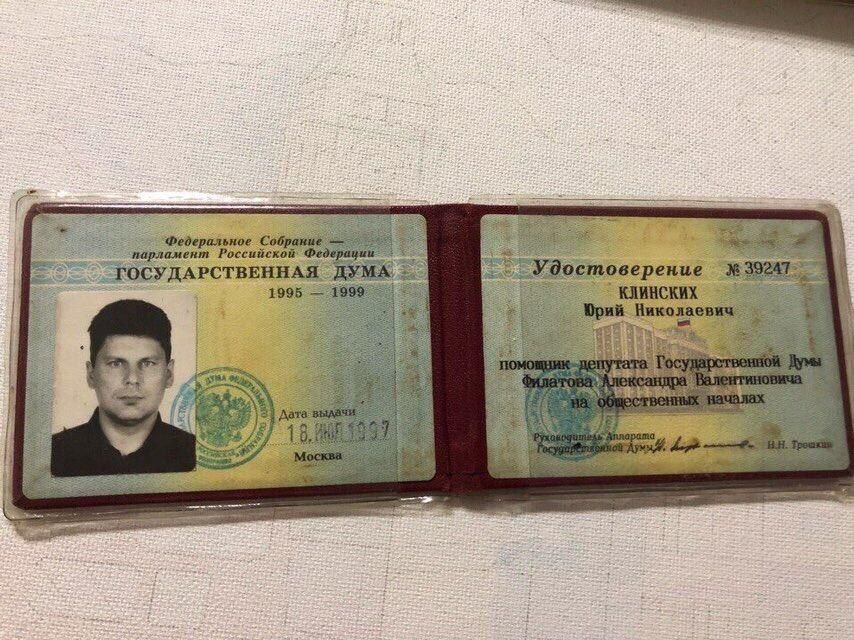 Федеральное Собрание —
парламент Российской Федерации
ГОСУДАРСТВЕННАЯ ДУМА
1995 — 1999
Дата выдачи
18. ИЮЛ 1997
Москва
Удостоверение № 39247
КЛИНСКИХ
Юрий Николаевич
помощник депутата Государственной Думы
Филатова Александра Валентиновича
на общественных началах
Руководитель Аппарата
Государственной Думы Н.Н. Трошкин